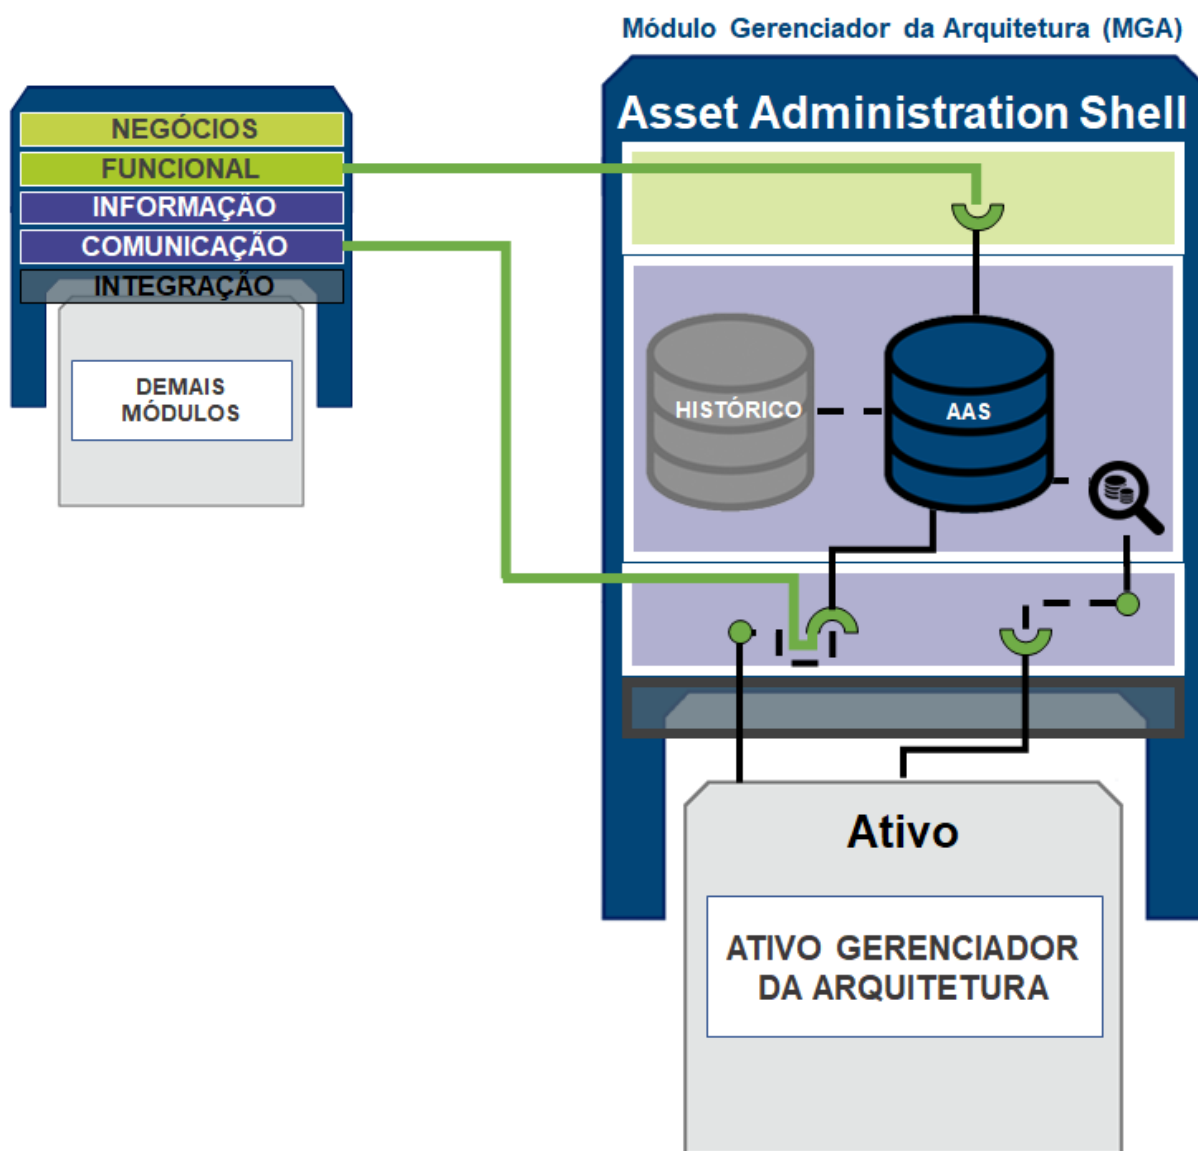 Módulo Gerenciador da Arquitetura (MGA)
Asset Administration Shell
NEGÓCIOS
FUNCIONAL
INFORMAÇÃO
COMUNICAÇÃO
INTEGRAÇÃO
DEMAIS
MÓDULOS
HISTÓRICO
AAS
Ativo
ATIVO GERENCIADOR
DA ARQUITETURA